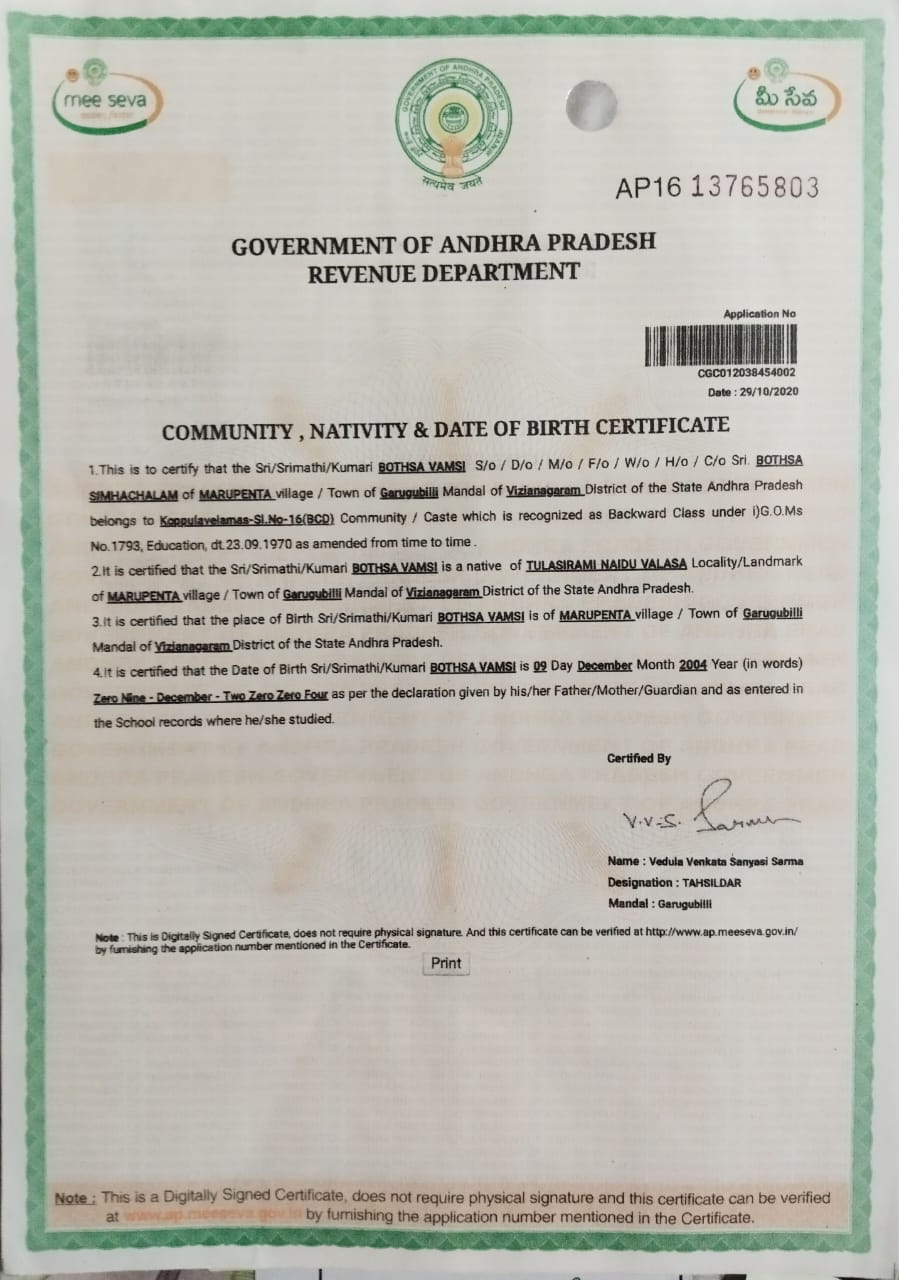 mee seva
GOVERNMENT OF ANDHRA PRADESH
सत्यमेव जयते
మీ సేవ
AP16 13765803
GOVERNMENT OF ANDHRA PRADESH
REVENUE DEPARTMENT
Application No
CGC012038454002
Date : 29/10/2020
COMMUNITY , NATIVITY & DATE OF BIRTH CERTIFICATE
1.This is to certify that the Sri/Srimathi/Kumari BOTHSA VAMSI S/o / D/o / M/o / F/o / W/o / H/o / C/o Sri. BOTHSA
SIMHACHALAM of MARUPENTA village / Town of Garugubilli Mandal of Vizianagaram District of the State Andhra Pradesh
belongs to Koppulavelamas-Sl.No-16(BCD) Community / Caste which is recognized as Backward Class under i)G.O.Ms
No.1793, Education, dt.23.09.1970 as amended from time to time .
2.It is certified that the Sri/Srimathi/Kumari BOTHSA VAMSI is a native of TULASIRAMI NAIDU VALASA Locality/Landmark
of MARUPENTA village / Town of Garugubilli Mandal of Vizianagaram District of the State Andhra Pradesh.
3.It is certified that the place of Birth Sri/Srimathi/Kumari BOTHSA VAMSI is of MARUPENTA village / Town of Garugubilli
Mandal of Vizianagaram District of the State Andhra Pradesh.
4.It is certified that the Date of Birth Sri/Srimathi/Kumari BOTHSA VAMSI is 09 Day December Month 2004 Year (in words)
Zero Nine - December - Two Zero Zero Four as per the declaration given by his/her Father/Mother/Guardian and as entered in
the School records where he/she studied.
Certified By
V.V.S. Sarma
Name : Vedula Venkata Sanyasi Sarma
Designation : TAHSILDAR
Mandal : Garugubilli
Note : This is Digitally Signed Certificate, does not require physical signature. And this certificate can be verified at http://www.ap.meeseva.gov.in/
by furnishing the application number mentioned in the Certificate.
Print
Note : This is a Digitally Signed Certificate, does not require physical signature and this certificate can be verified
at www.ap.meeseva.gov.in by furnishing the application number mentioned in the Certificate.